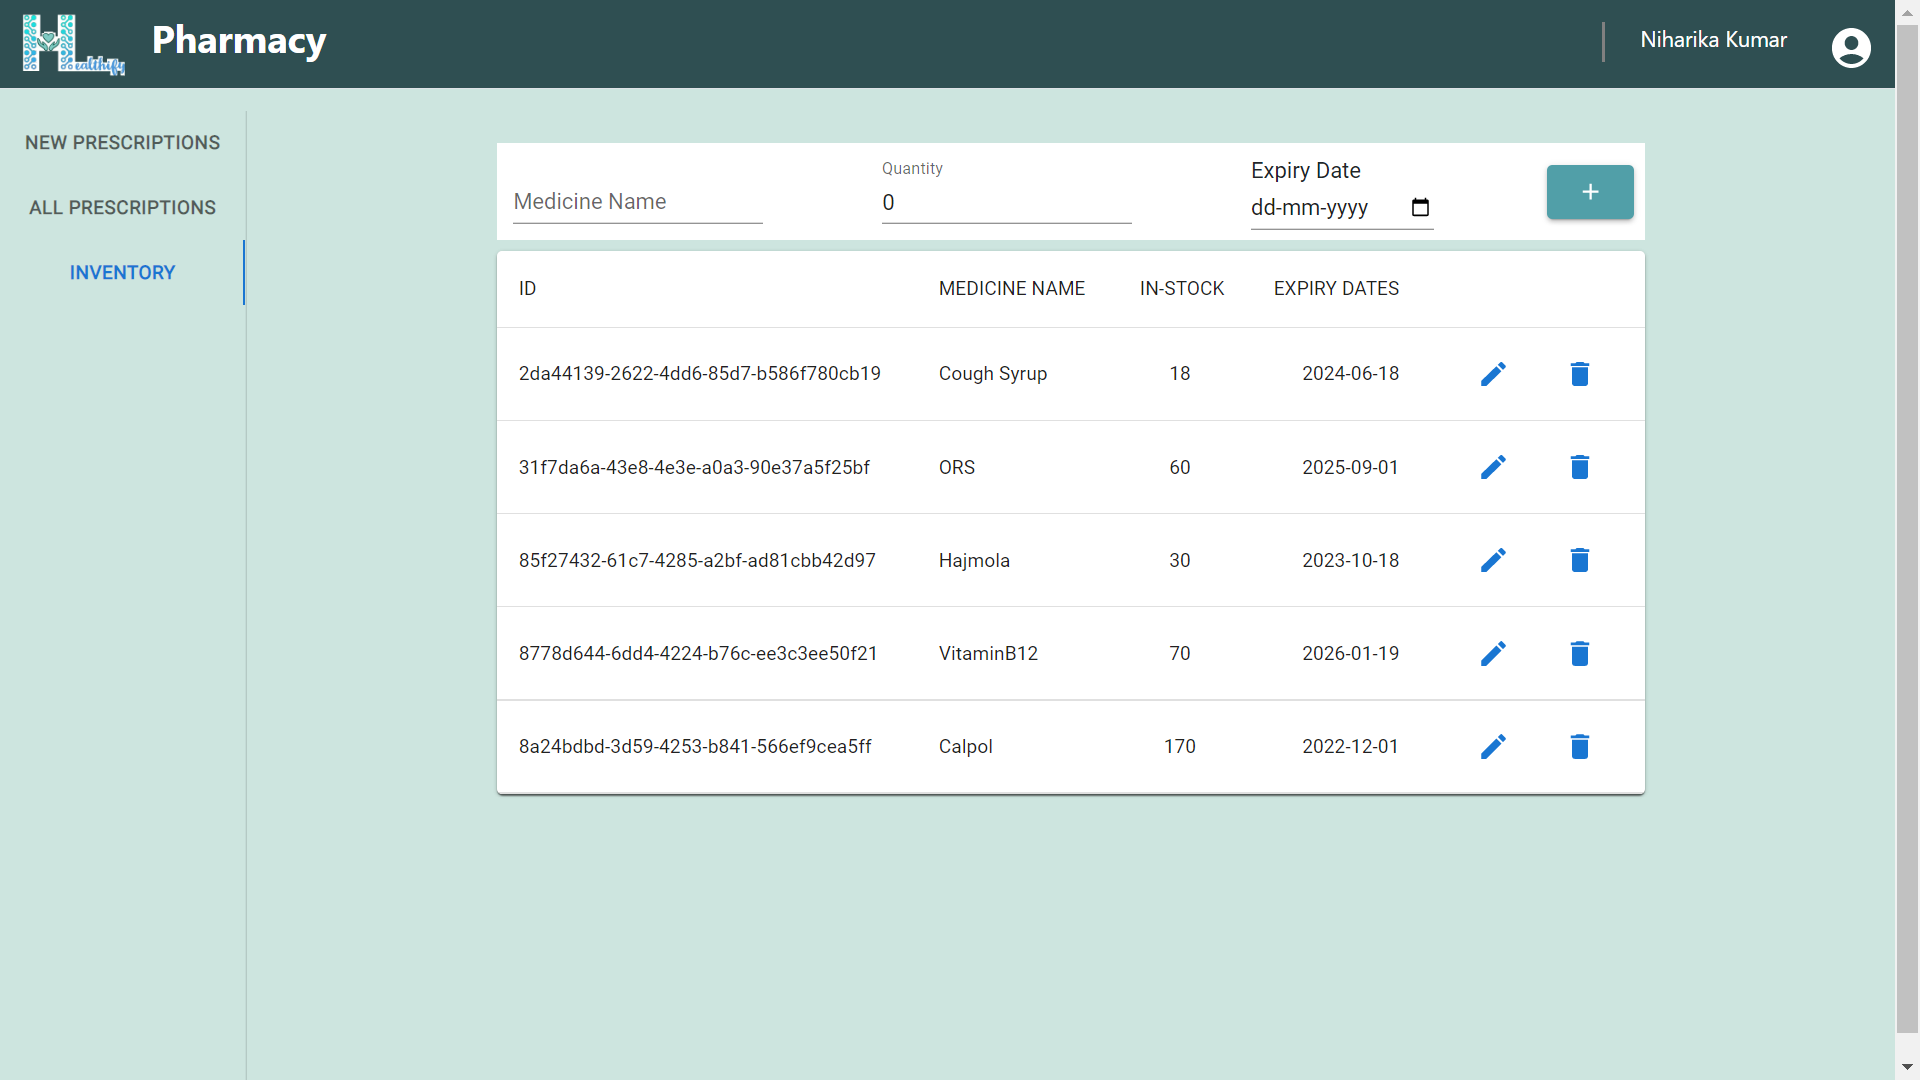 Healthify
Pharmacy
Niharika Kumar
NEW PRESCRIPTIONS
ALL PRESCRIPTIONS
INVENTORY
Medicine Name
Quantity
0
Expiry Date
dd-mm-yyyy
+
ID MEDICINE NAME IN-STOCK EXPIRY DATES
2da44139-2622-4dd6-85d7-b586f780cb19 Cough Syrup 18 2024-06-18
31f7da6a-43e8-4e3e-a0a3-90e37a5f25bf ORS 60 2025-09-01
85f27432-61c7-4285-a2bf-ad81cbb42d97 Hajmola 30 2023-10-18
8778d644-6dd4-4224-b76c-ee3c3ee50f21 VitaminB12 70 2026-01-19
8a24bdbd-3d59-4253-b841-566ef9cea5ff Calpol 170 2022-12-01